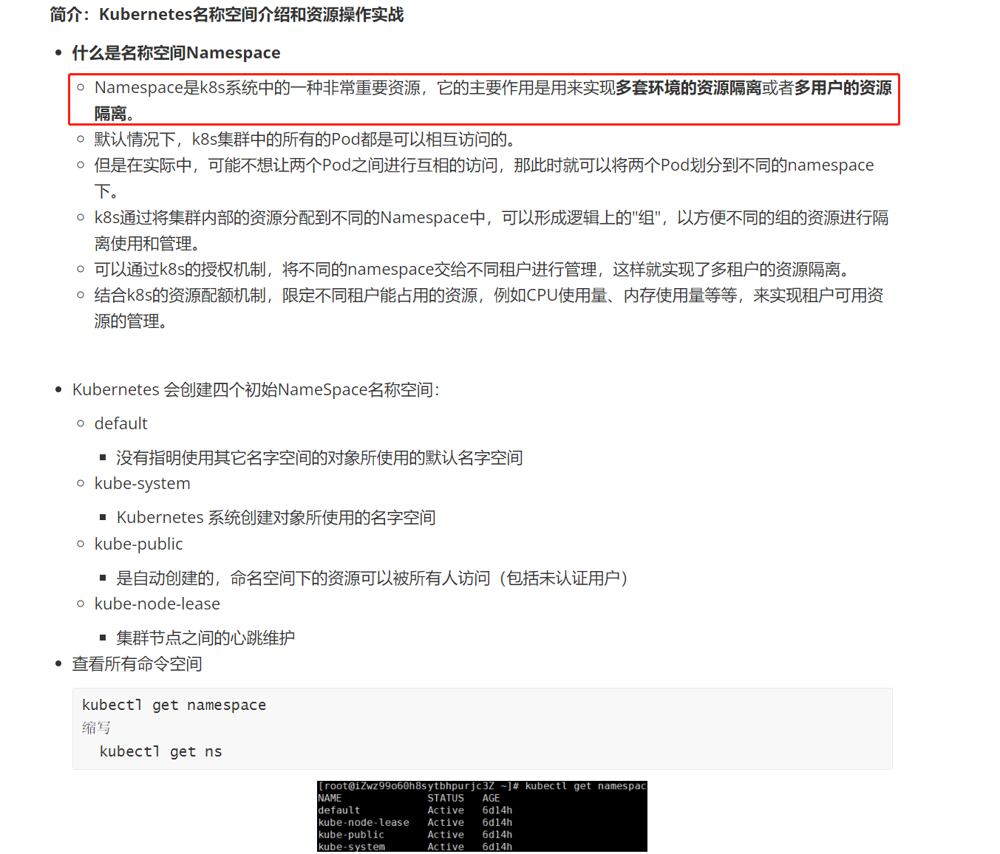 简介：Kubernetes名称空间介绍和资源操作实战
什么是名称空间Namespace
Namespace是k8s系统中的一种非常重要资源，它的主要作用是用来实现多套环境的资源隔离或者多用户的资源
隔离。
默认情况下，k8s集群中的所有的Pod都是可以相互访问的。
但是在实际中，可能不想让两个Pod之间进行互相的访问，那此时就可以将两个Pod划分到不同的namespace
下。
k8s通过将集群内部的资源分配到不同的Namespace中，可以形成逻辑上的"组"，以方便不同的组的资源进行隔
离使用和管理。
可以通过k8s的授权机制，将不同的namespace交给不同租户进行管理，这样就实现了多租户的资源隔离。
结合k8s的资源配额机制，限定不同租户能占用的资源，例如CPU使用量、内存使用量等等，来实现租户可用资
源的管理。
Kubernetes 会创建四个初始NameSpace名称空间：
default
没有指明使用其它名字空间的对象所使用的默认名字空间
kube-system
Kubernetes 系统创建对象所使用的名字空间
kube-public
是自动创建的，命名空间下的资源可以被所有人访问（包括未认证用户）
kube-node-lease
集群节点之间的心跳维护
查看所有命令空间
kubectl get namespace
缩写
kubectl get ns
[root@iZwz99o60h8sytbhpurjc3Z ~]# kubectl get namespac
NAME STATUS AGE
default Active 6d14h
kube-node-lease Active 6d14h
kube-public Active 6d14h
kube-system Active 6d14h